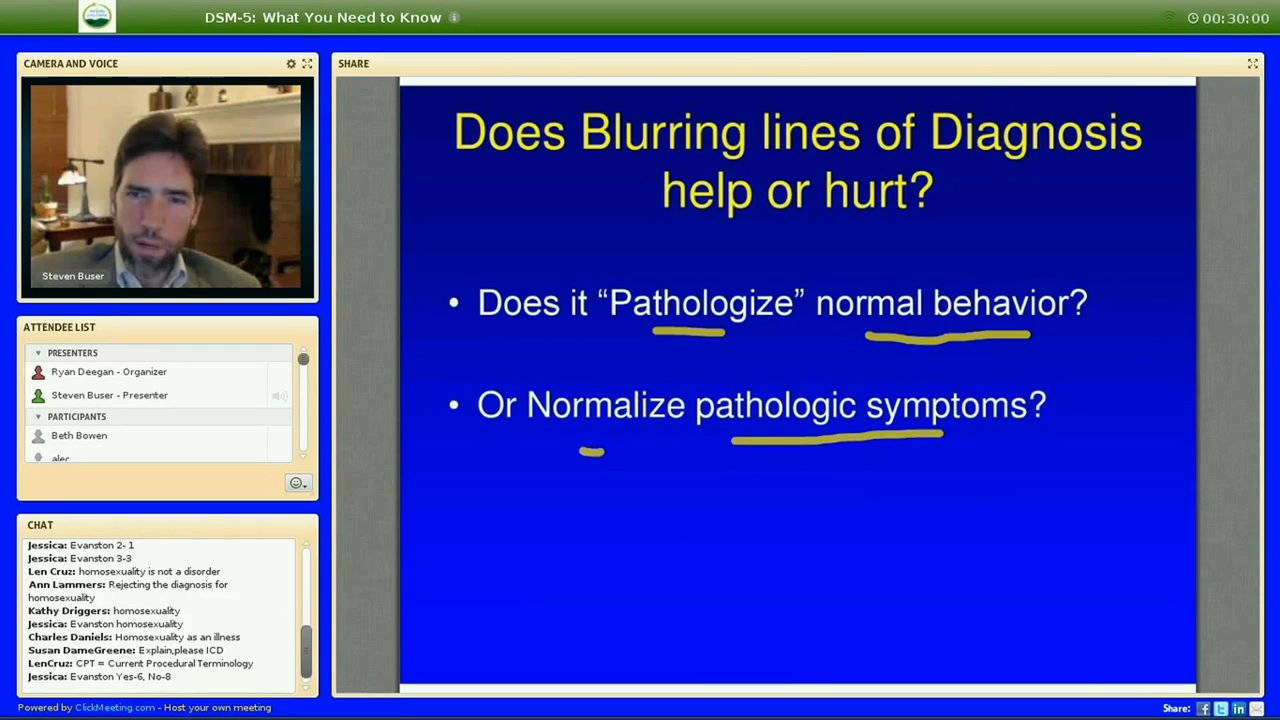 DSM-5: What You Need to Know
00:30:00
CAMERA AND VOICE
Steven Buser
ATTENDEE LIST
PRESENTERS
Ryan Deegan - Organizer
Steven Buser - Presenter
PARTICIPANTS
Beth Bowen
alec
CHAT
Jessica: Evanston 2- 1
Jessica: Evanston 3-3
Len Cruz: homosexuality is not a disorder
Ann Lammers: Rejecting the diagnosis for
homosexuality
Kathy Driggers: homosexuality
Jessica: Evanston homosexuality
Charles Daniels: Homosexuality as an illness
Susan DameGreene: Explain,please ICD
LenCruz: CPT = Current Procedural Terminology
Jessica: Evanston Yes-6, No-8
SHARE
Does Blurring lines of Diagnosis
help or hurt?
• Does it “Pathologize” normal behavior?
• Or Normalize pathologic symptoms?
Powered by ClickMeeting.com - Host your own meeting
Share: